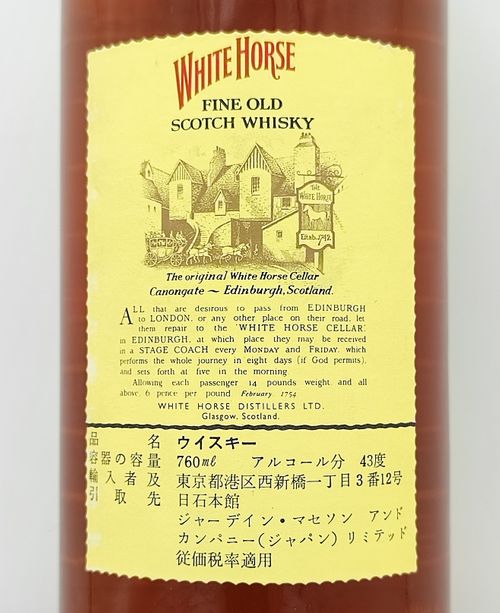 WHITE HORSE
FINE OLD
SCOTCH WHISKY
THE
WHITE HORSE
Estab. 1742
The original White Horse Cellar
Canongate ~ Edinburgh, Scotland.
ALL that are desirous to pass from EDINBURGH
to LONDON, or any other place on their road, let
them repair to the WHITE HORSE CELLAR
in EDINBURGH, at which place they may be received
in a STAGE COACH every MONDAY and FRIDAY, which
performs the whole journey in eight days (if God permits),
and sets forth at five in the morning.
Allowing each passenger 14 pounds weight, and all
above, 6 pence per pound February, 1754
WHITE HORSE DISTILLERS LTD.
Glasgow, Scotland.
品名 ウイスキー
容器の容量 760ml アルコール分 43度
輸入者及 東京都港区西新橋一丁目3番12号
引取先 日石本館
ジャーデイン・マセソン アンド
カンパニー(ジャパン)リミテッド
従価税率適用